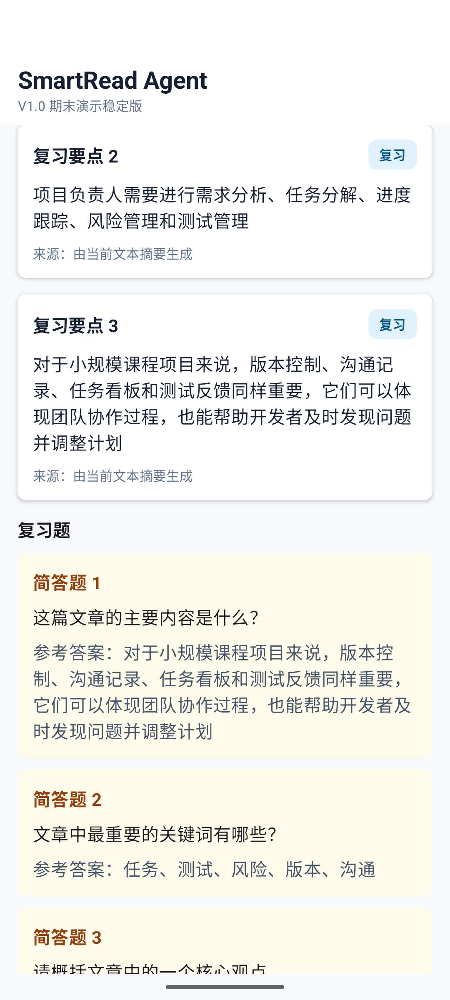 SmartRead Agent
V1.0 期末演示稳定版
复习要点 2
复习
项目负责人需要进行需求分析、任务分解、进度
跟踪、风险管理和测试管理
来源：由当前文本摘要生成
复习要点 3
复习
对于小规模课程项目来说，版本控制、沟通记
录、任务看板和测试反馈同样重要，它们可以体
现团队协作过程，也能帮助开发者及时发现问题
并调整计划
来源：由当前文本摘要生成
复习题
简答题 1
这篇文章的主要内容是什么？
参考答案：对于小规模课程项目来说，版本控
制、沟通记录、任务看板和测试反馈同样重要，
它们可以体现团队协作过程，也能帮助开发者及
时发现问题并调整计划
简答题 2
文章中最重要的关键词有哪些？
参考答案：任务、测试、风险、版本、沟通
简答题 3
请概括文章中的一个核心观点